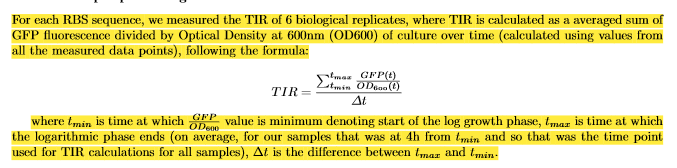 For each RBS sequence, we measured the TIR of 6 biological replicates, where TIR is calculated as a averaged sum of
GFP fluorescence divided by Optical Density at 600nm (OD600) of culture over time (calculated using values from
all the measured data points), following the formula:
TIR = \frac{\sum_{t_{min}}^{t_{max}} \frac{GFP(t)}{OD_{600}(t)}}{\Delta t}
where t_{min} is time at which \frac{GFP}{OD_{600}} value is minimum denoting start of the log growth phase, t_{max} is time at which
the logarithmic phase ends (on average, for our samples that was at 4h from t_{min} and so that was the time point
used for TIR calculations for all samples), Δt is the difference between t_{max} and t_{min}.